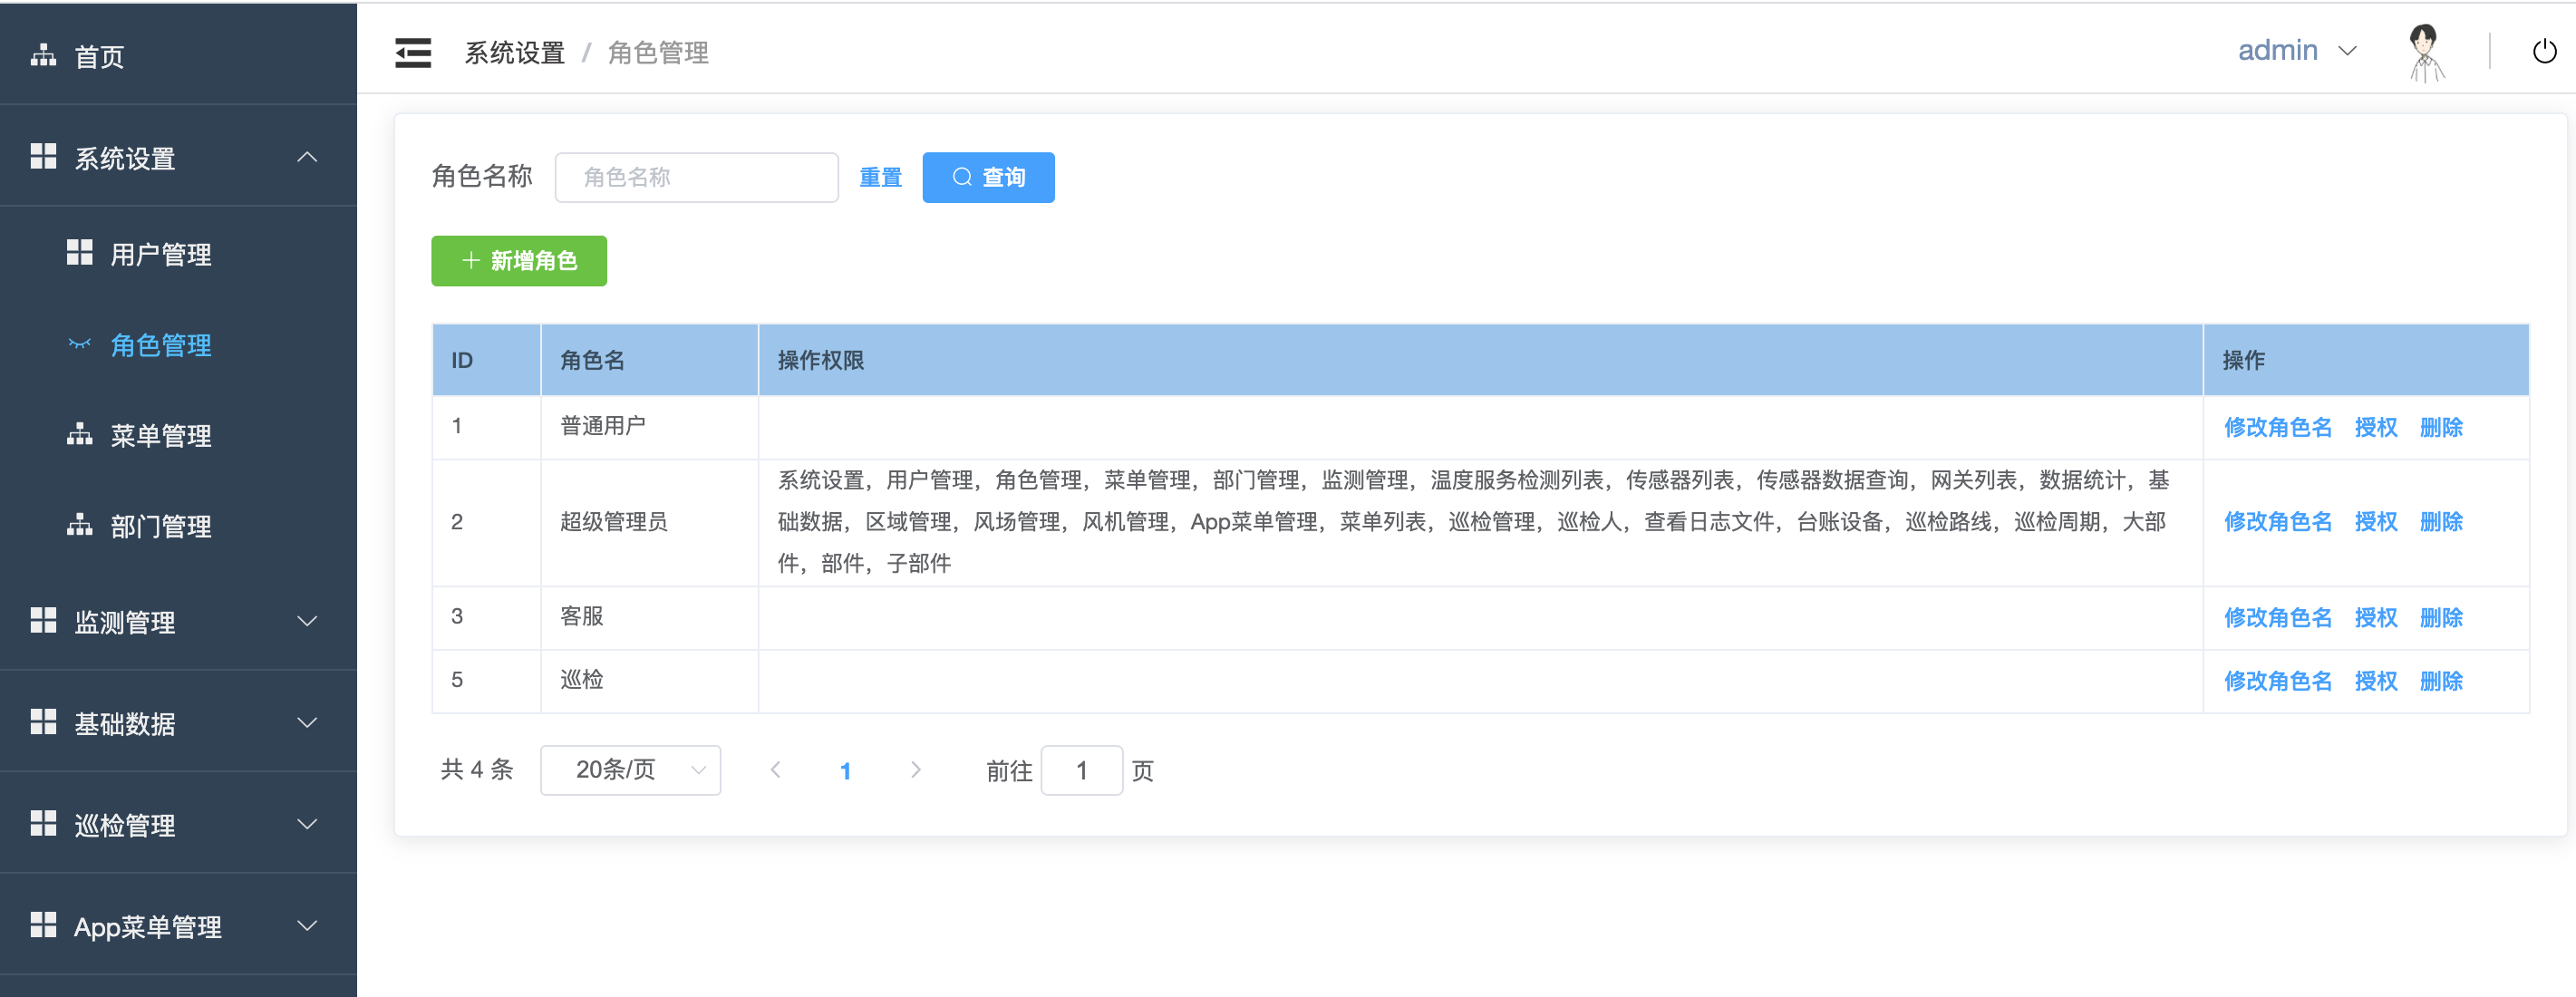 首页
系统设置
用户管理
角色管理
菜单管理
部门管理
监测管理
基础数据
巡检管理
App菜单管理
系统设置 / 角色管理
admin
角色名称 角色名称 重置 查询
新增角色
ID 角色名 操作权限 操作
1 普通用户 修改角色名 授权 删除
系统设置，用户管理，角色管理，菜单管理，部门管理，监测管理，温度服务检测列表，传感器列表，传感器数据查询，网关列表，数据统计，基
2 超级管理员 础数据，区域管理，风场管理，风机管理，App菜单管理，菜单列表，巡检管理，巡检人，查看日志文件，台账设备，巡检路线，巡检周期，大部 修改角色名 授权 删除
件，部件，子部件
3 客服 修改角色名 授权 删除
5 巡检 修改角色名 授权 删除
共 4 条 20条/页 1 前往 1 页